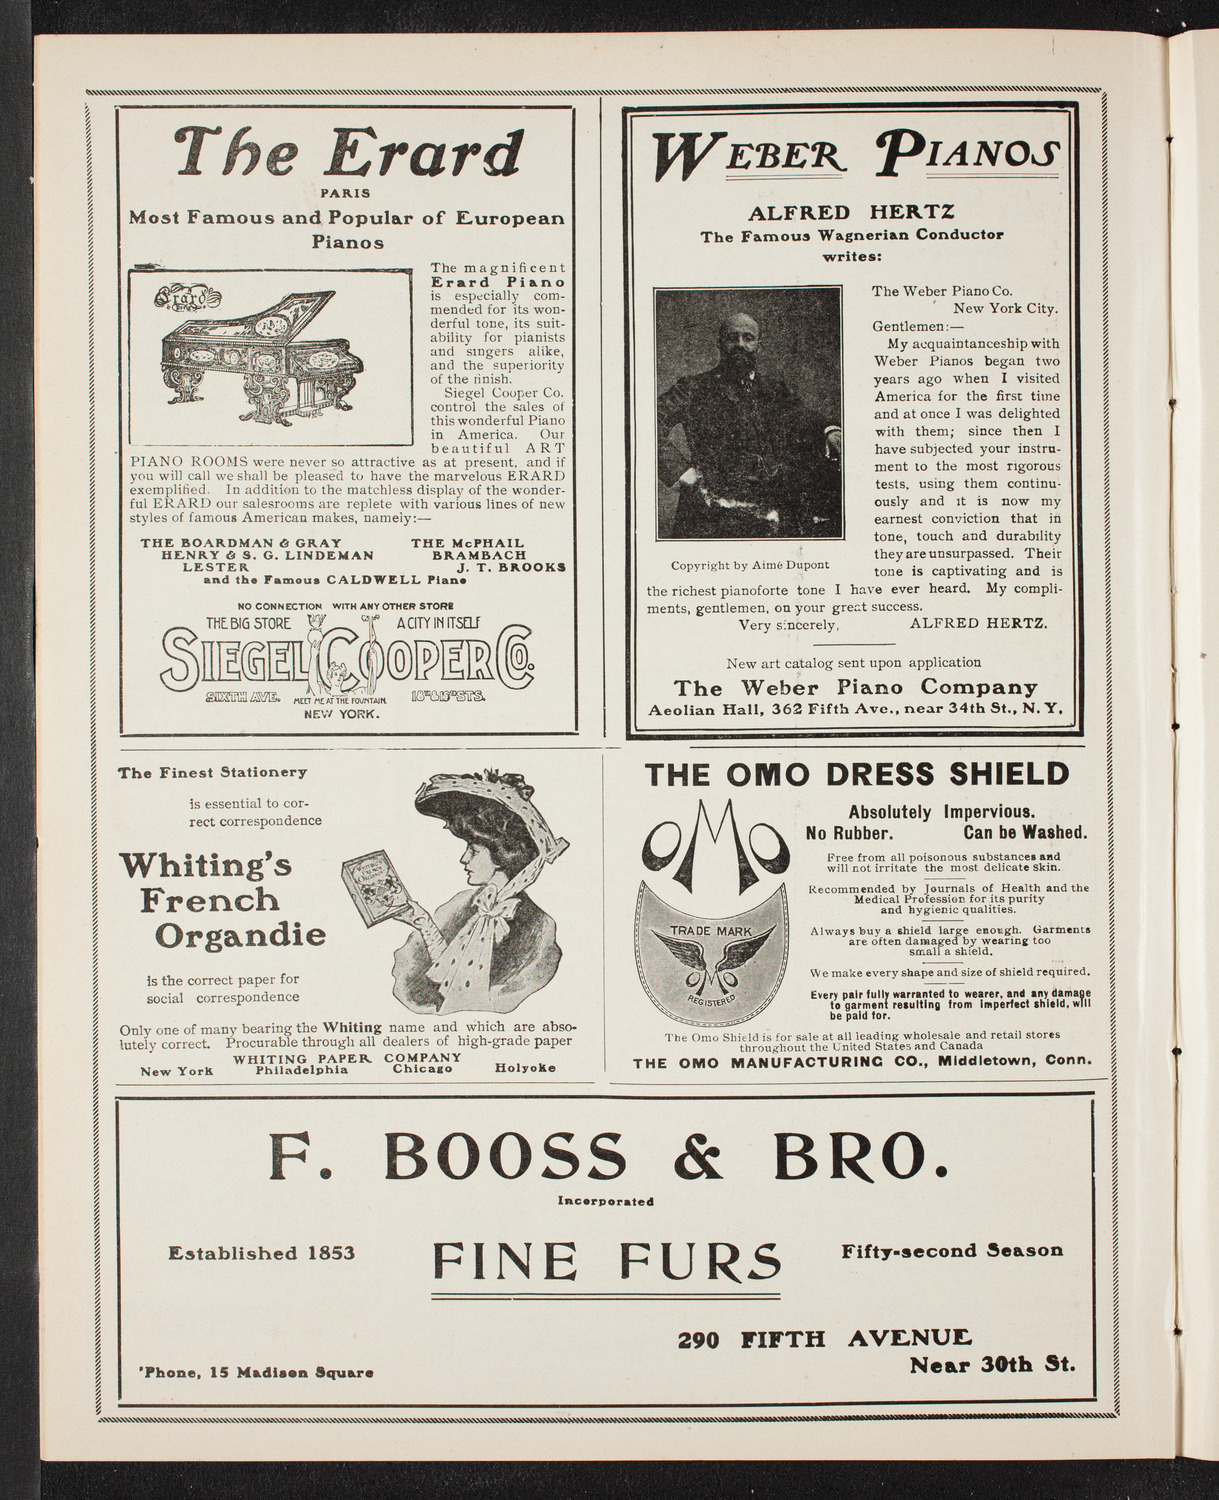 The Erard
PARIS
Most Famous and Popular of European
Pianos
Erard
The magnificent
Erard Piano
is especially com-
mended for its won-
derful tone, its suit-
ability for pianists
and singers alike,
and the superiority
of the finish.
Siegel Cooper Co.
control the sales of
this wonderful Piano
in America. Our
beautiful ART
PIANO ROOMS were never so attractive as at present, and if
you will call we shall be pleased to have the marvelous ERARD
exemplified. In addition to the matchless display of the wonder-
ful ERARD our salesrooms are replete with various lines of new
styles of famous American makes, namely:—
THE BOARDMAN & GRAY THE McPHAIL
HENRY & S. G. LINDEMAN BRAMBACH
LESTER J. T. BROOKS
and the Famous CALDWELL Piano
NO CONNECTION WITH ANY OTHER STORE
THE BIG STORE A CITY IN ITSELF
SIEGEL COOPER CO.
SIXTH AVE. MEET ME AT THE FOUNTAIN 18TH & 19TH STS.
NEW YORK.
WEBER PIANOS
ALFRED HERTZ
The Famous Wagnerian Conductor
writes:
The Weber Piano Co.
New York City.
Gentlemen:—
My acquaintanceship with
Weber Pianos began two
years ago when I visited
America for the first time
and at once I was delighted
with them; since then I
have subjected your instru-
ment to the most rigorous
tests, using them continu-
ously and it is now my
earnest conviction that in
tone, touch and durability
they are unsurpassed. Their
tone is captivating and is
Copyright by Aimé Dupont
the richest pianoforte tone I have ever heard. My compli-
ments, gentlemen, on your great success.
Very sincerely, ALFRED HERTZ.
New art catalog sent upon application
The Weber Piano Company
Aeolian Hall, 362 Fifth Ave., near 34th St., N. Y.
The Finest Stationery
is essential to cor-
rect correspondence
Whiting's
French
Organdie
is the correct paper for
social correspondence
Only one of many bearing the Whiting name and which are abso-
lutely correct. Procurable through all dealers of high-grade paper
WHITING PAPER COMPANY
New York Philadelphia Chicago Holyoke
THE OMO DRESS SHIELD
OMO
TRADE MARK
OMO
REGISTERED
Absolutely Impervious.
No Rubber. Can be Washed.
Free from all poisonous substances and
will not irritate the most delicate skin.
Recommended by Journals of Health and the
Medical Profession for its purity
and hygienic qualities.
Always buy a shield large enough. Garments
are often damaged by wearing too
small a shield.
We make every shape and size of shield required.
Every pair fully warranted to wearer, and any damage
to garment resulting from imperfect shield, will
be paid for.
The Omo Shield is for sale at all leading wholesale and retail stores
throughout the United States and Canada
THE OMO MANUFACTURING CO., Middletown, Conn.
F. BOOSS & BRO.
Incorporated
Established 1853 FINE FURS Fifty-second Season
290 FIFTH AVENUE
Near 30th St.
'Phone, 15 Madison Square